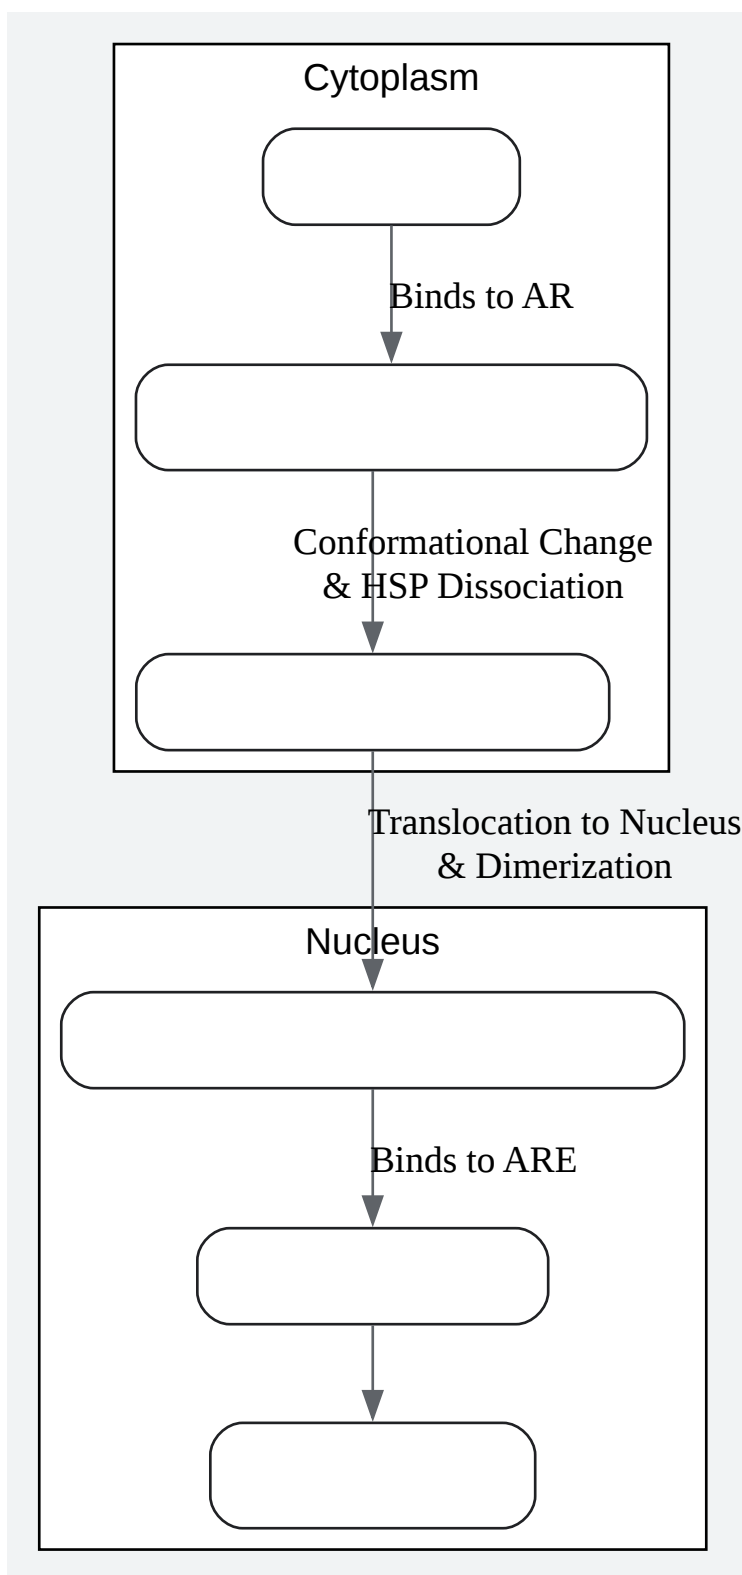 Cytoplasm
Binds to AR
Conformational Change
& HSP Dissociation
Translocation to Nucleus
& Dimerization
Nucleus
Binds to ARE